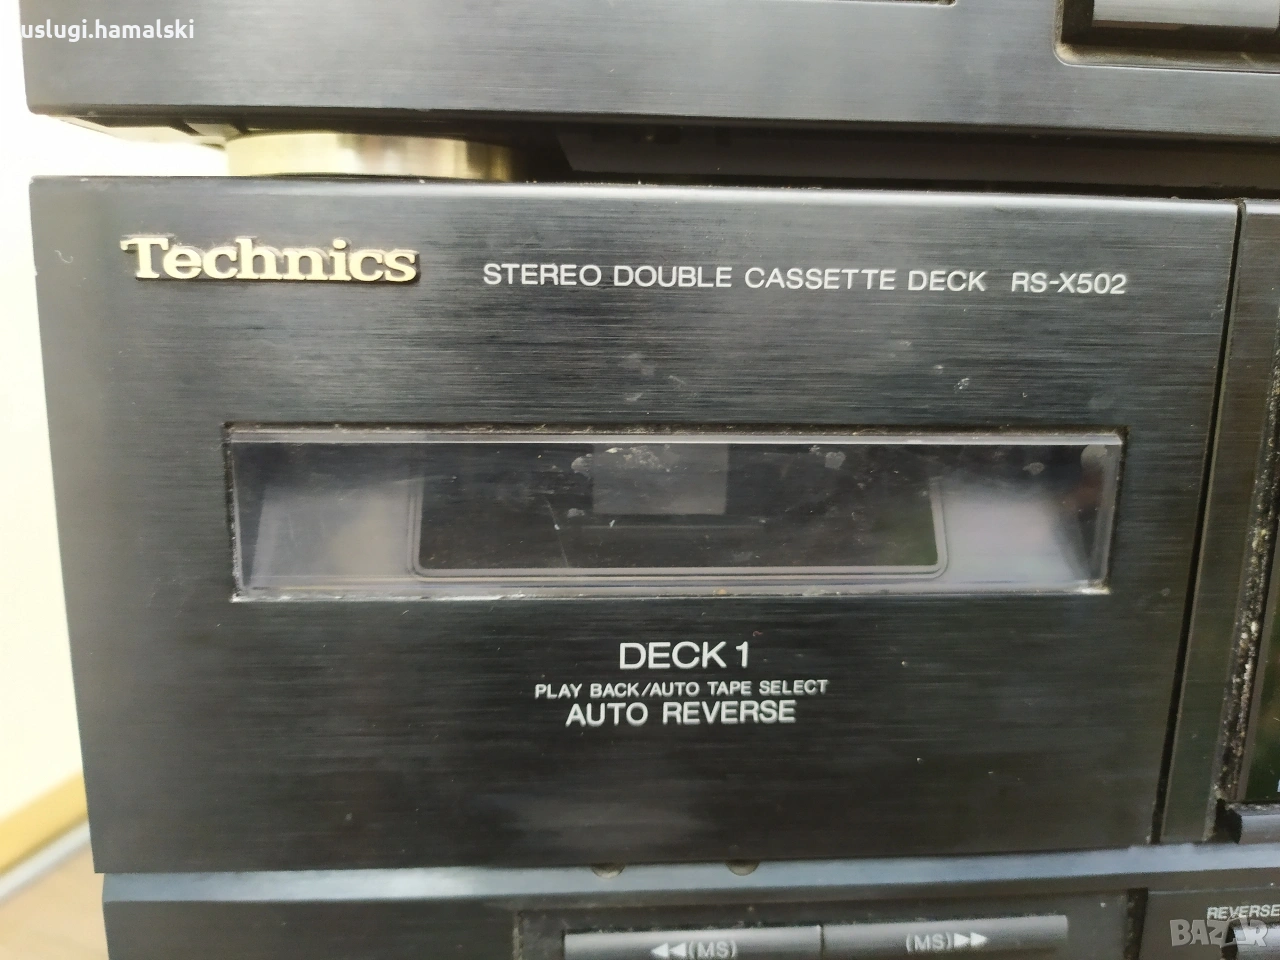 uslugi.hamalski
Technics
STEREO DOUBLE CASSETTE DECK RS-X502
DECK 1
PLAY BACK/AUTO TAPE SELECT
AUTO REVERSE
REVERSE
◀◀(MS) (MS)▶▶
BAZAR